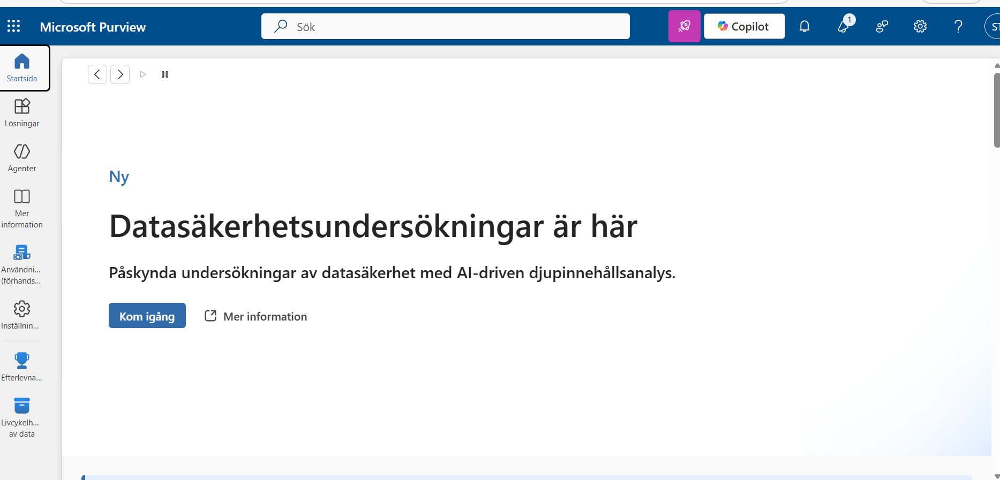 Microsoft Purview
Sök
Copilot
1
ST
Startsida
Lösningar
Agenter
Mer
information
Användni...
(förhands...
Inställnin...
Efterlevna...
Livcykelh...
av data
Ny
Datasäkerhetsundersökningar är här
Påskynda undersökningar av datasäkerhet med AI-driven djupinnehållsanalys.
Kom igång
Mer information